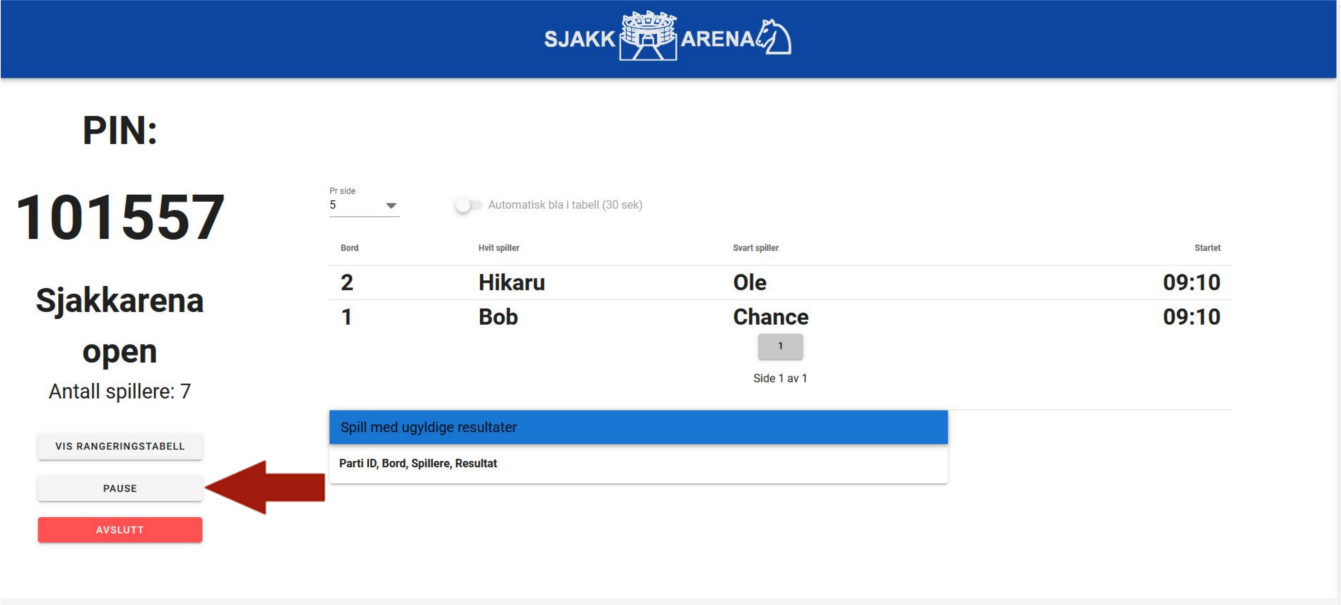 SJAKK ARENA
PIN:
101557
Sjakkarena
open
Antall spillere: 7
VIS RANGERINGSTABELL
PAUSE
AVSLUTT
Pr side
5
Automatisk bla i tabell (30 sek)
Bord Hvit spiller Svart spiller Startet
2 Hikaru Ole 09:10
1 Bob Chance 09:10
1
Side 1 av 1
Spill med ugyldige resultater
Parti ID, Bord, Spillere, Resultat